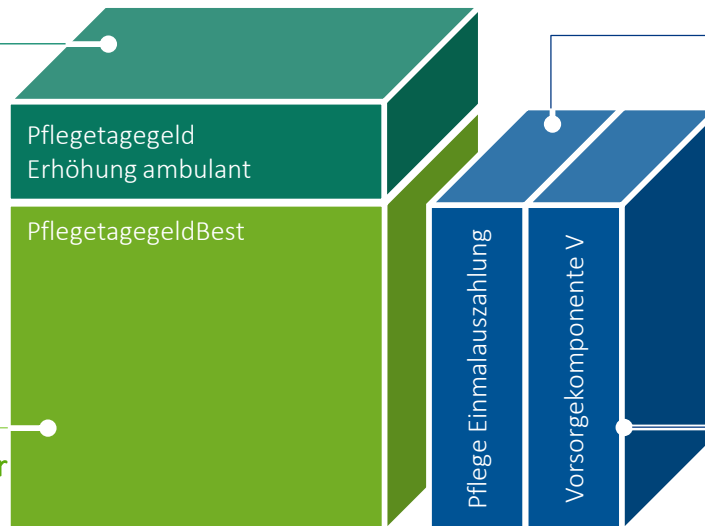 Pflegetagegeld
Erhöhung ambulant
PflegetagegeldBest
Pflege Einmalauszahlung
Vorsorgekomponente V
r